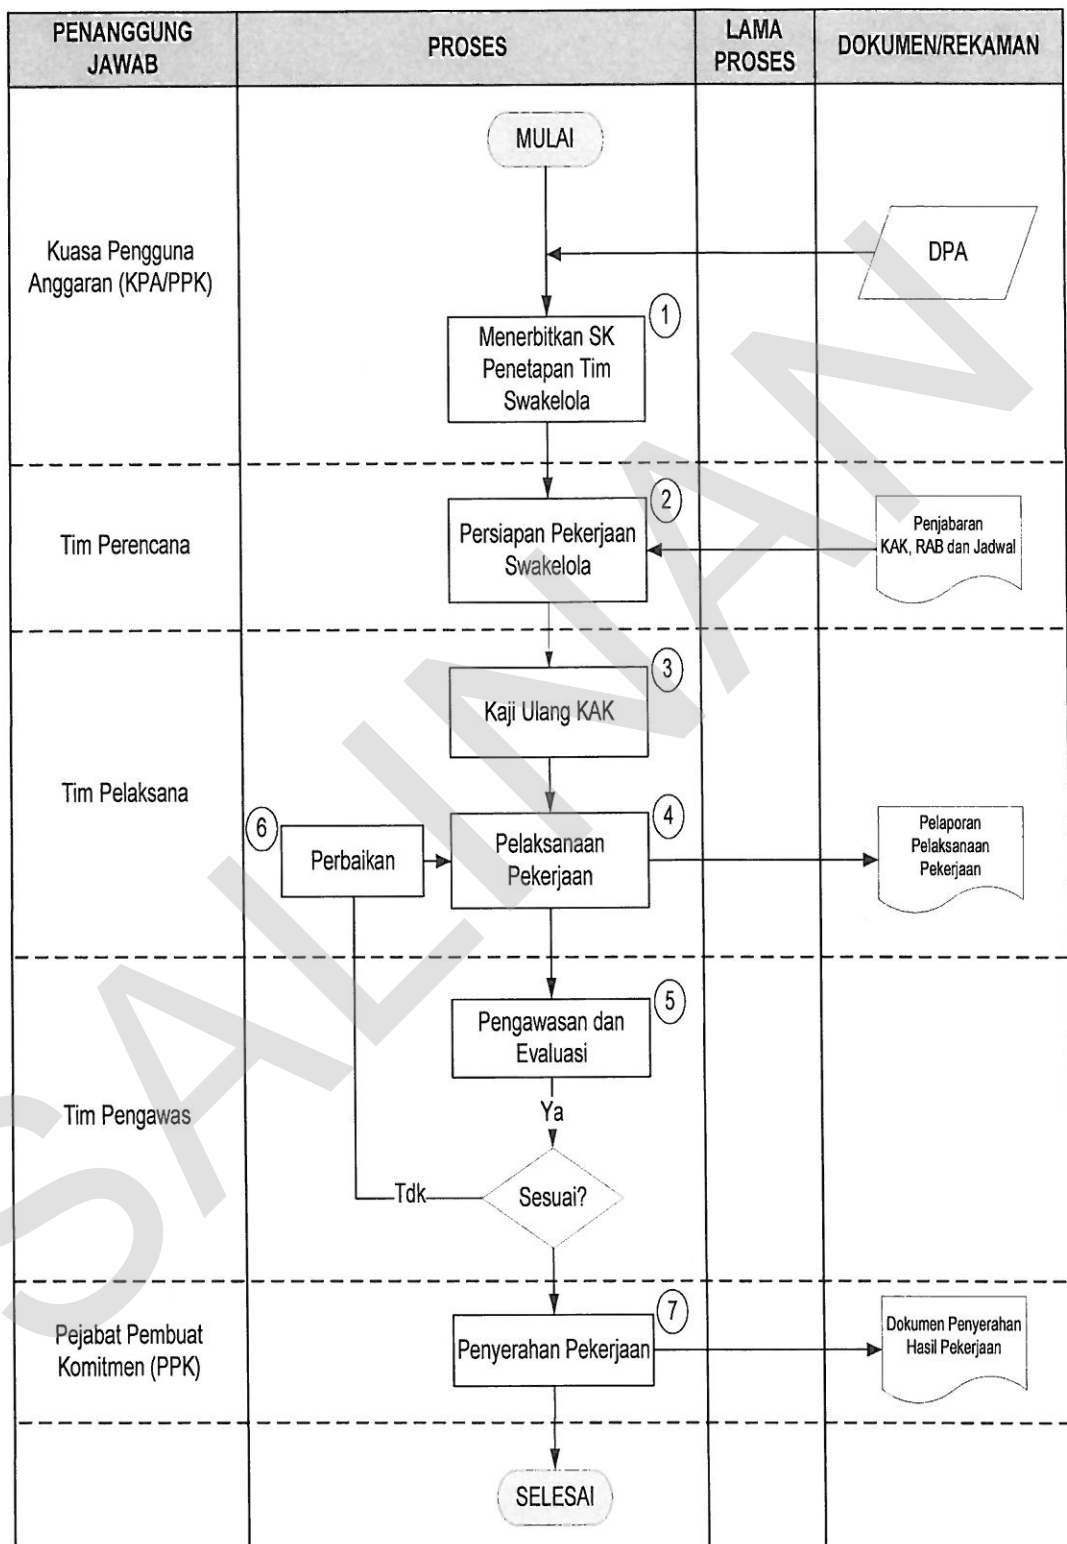 PENANGGUNG
JAWAB
PROSES
LAMA
PROSES
DOKUMEN/REKAMAN
MULAI
Kuasa Pengguna
Anggaran (KPA/PPK)
DPA
1
Menerbitkan SK
Penetapan Tim
Swakelola
Tim Perencana
2
Persiapan Pekerjaan
Swakelola
Penjabaran
KAK, RAB dan Jadwal
3
Kaji Ulang KAK
Tim Pelaksana
6
Perbaikan
4
Pelaksanaan
Pekerjaan
Pelaporan
Pelaksanaan
Pekerjaan
5
Pengawasan dan
Evaluasi
Tim Pengawas
Ya
Tdk
Sesuai?
Pejabat Pembuat
Komitmen (PPK)
7
Penyerahan Pekerjaan
Dokumen Penyerahan
Hasil Pekerjaan
SELESAI
SALINAN